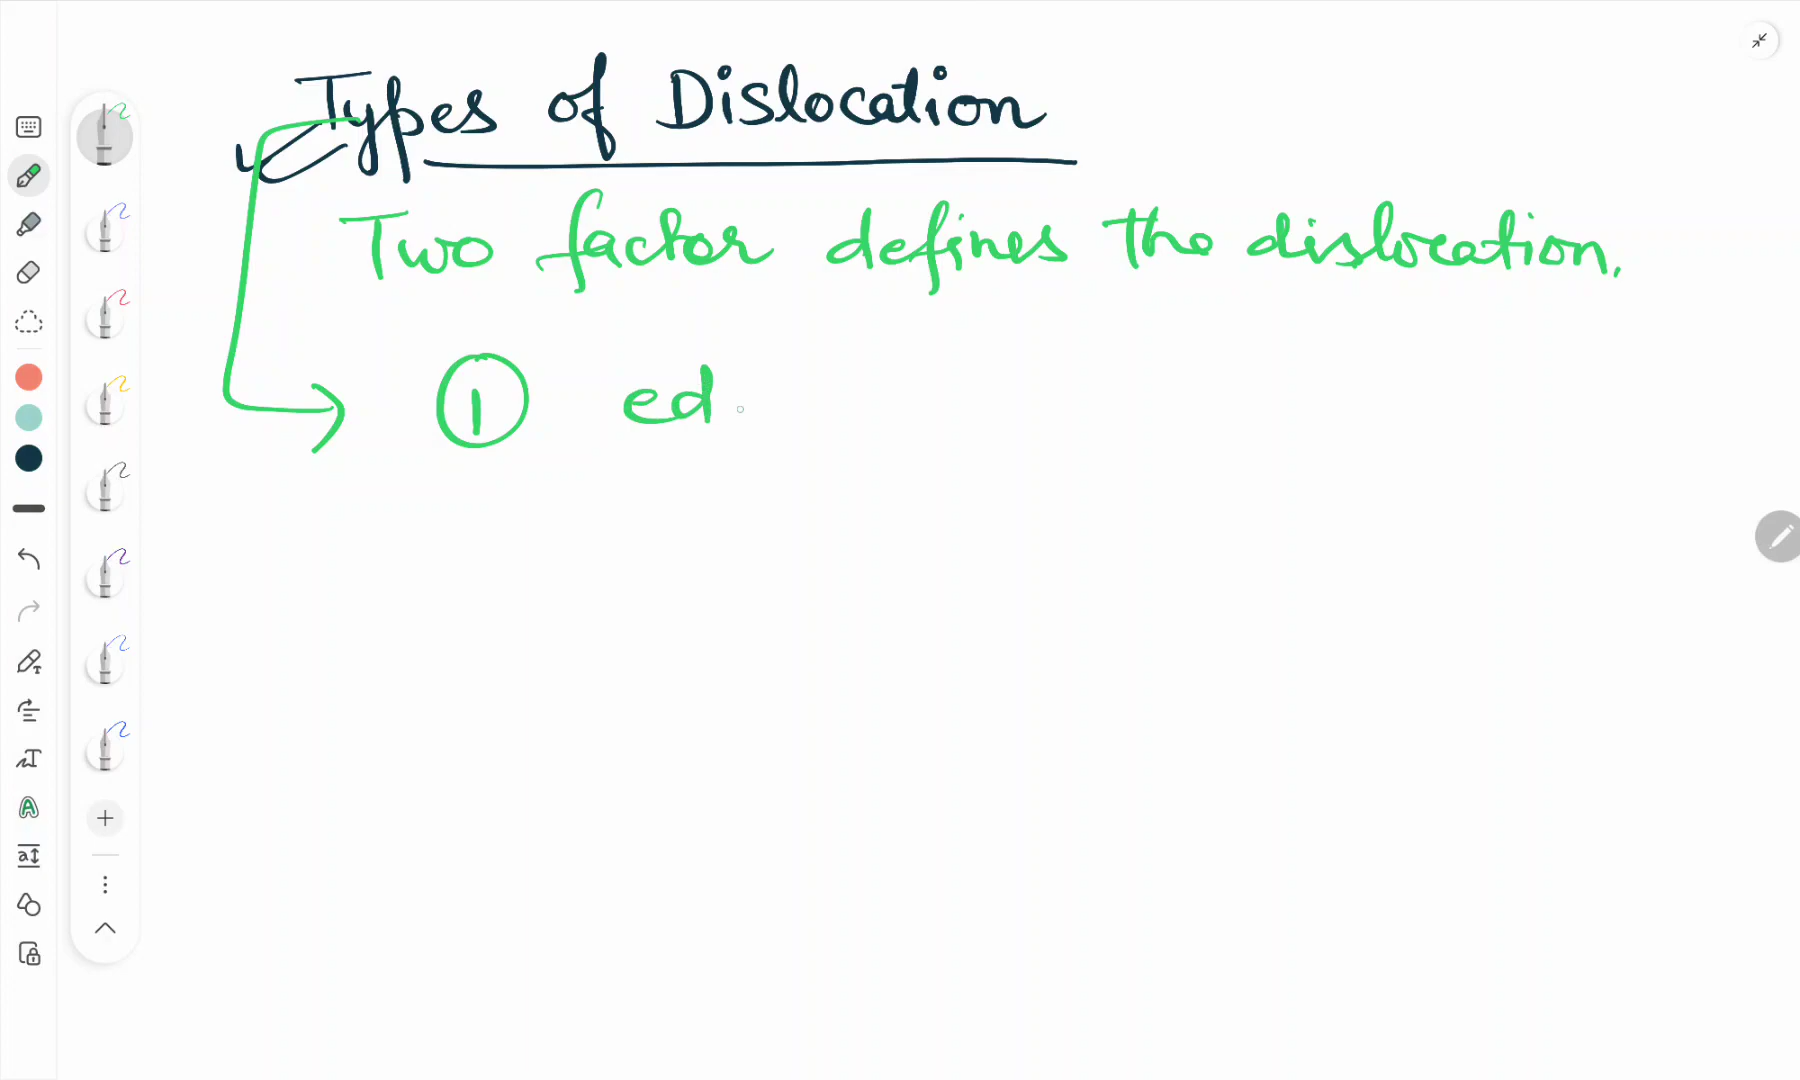 Types of Dislocation
Two factor defines the dislocation.
1 ed